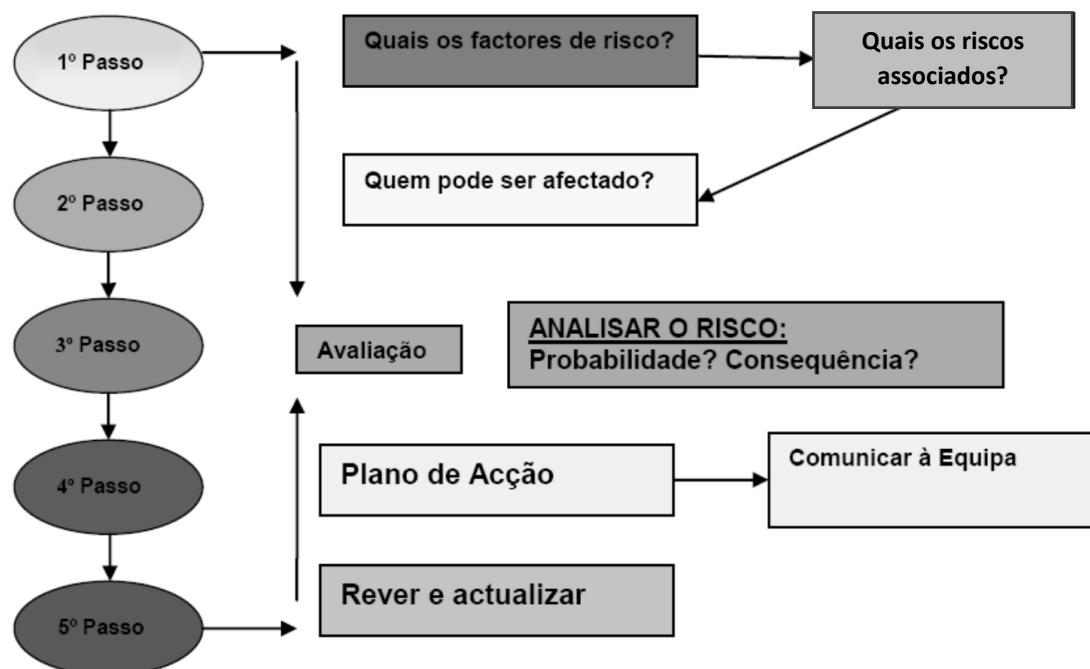 1º Passo
Quais os factores de risco?
Quais os riscos
associados?
2º Passo
Quem pode ser afectado?
3º Passo
Avaliação
ANALISAR O RISCO:
Probabilidade? Consequência?
4º Passo
Plano de Acção
Comunicar à Equipa
5º Passo
Rever e actualizar